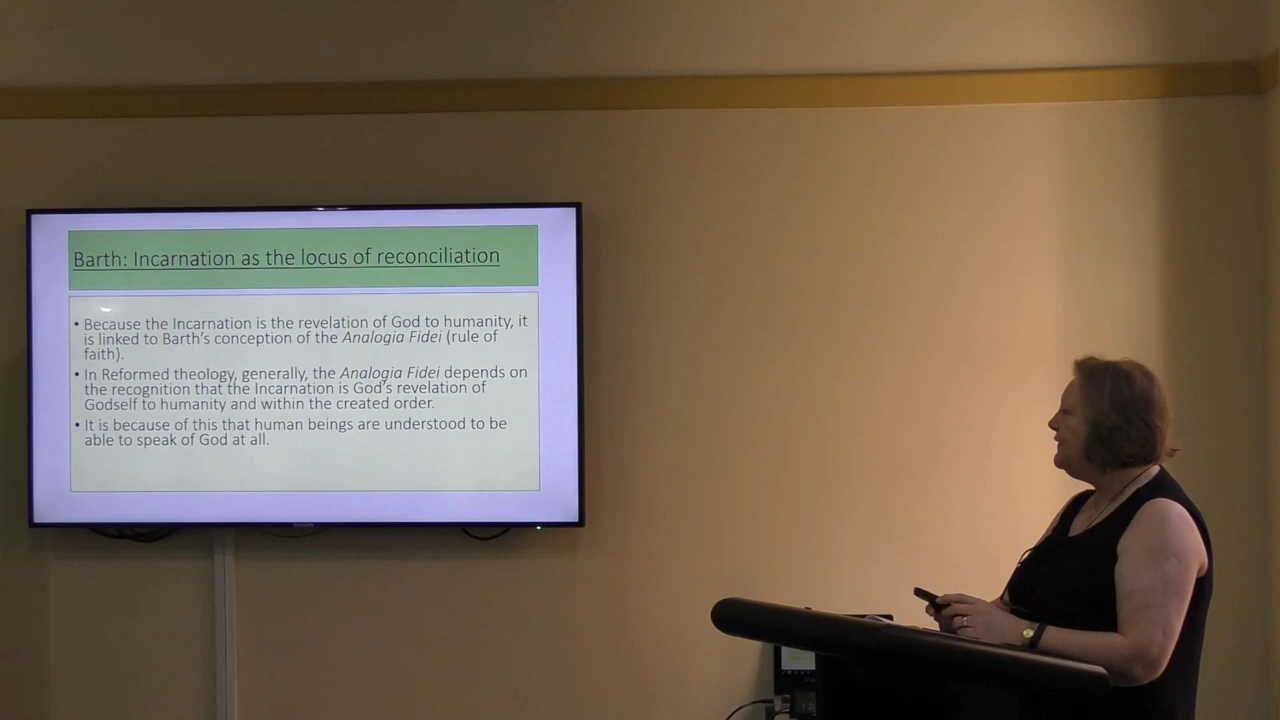 Barth: Incarnation as the locus of reconciliation
• Because the Incarnation is the revelation of God to humanity, it
is linked to Barth's conception of the Analogia Fidei (rule of
faith).
• In Reformed theology, generally, the Analogia Fidei depends on
the recognition that the Incarnation is God's revelation of
Godself to humanity and within the created order.
• It is because of this that human beings are understood to be
able to speak of God at all.
PHILIPS